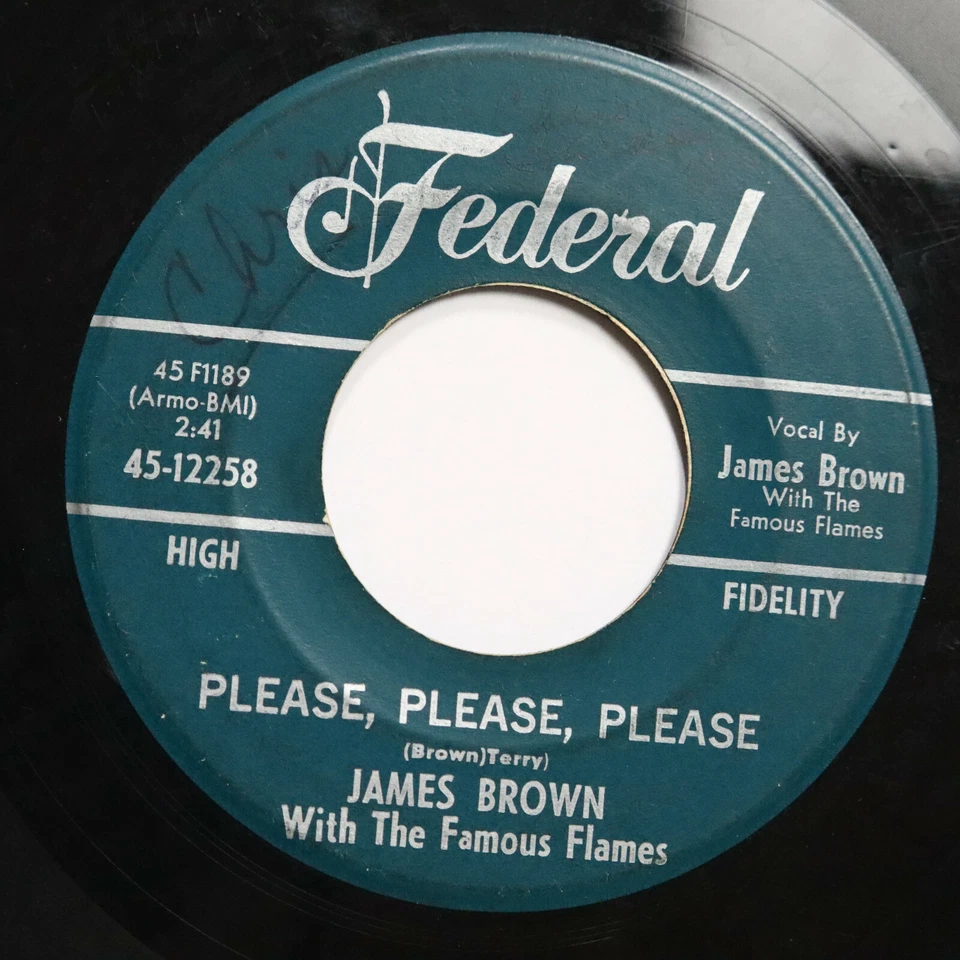 Federal
Chris
45 F1189
(Armo-BMI)
2:41
45-12258
HIGH
Vocal By
James Brown
With The
Famous Flames
FIDELITY
PLEASE, PLEASE, PLEASE
(Brown)Terry)
JAMES BROWN
With The Famous Flames